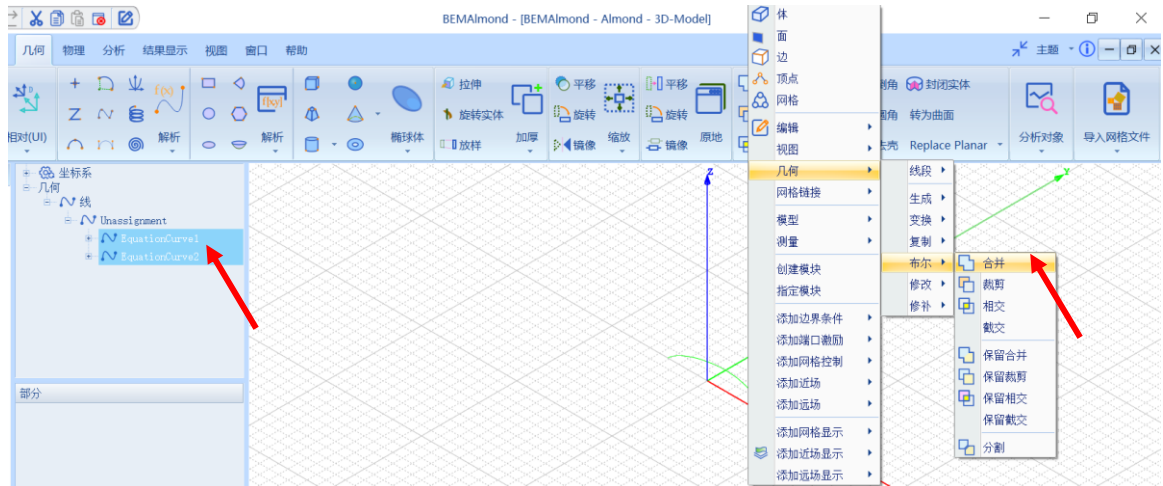 BEMAlmond - [BEMAlmond - Almond - 3D-Model]
几何 物理 分析 结果显示 视图 窗口 帮助
主题
相对(UI)
f(x)
解析
f(x,y)
解析
椭球体
拉伸
旋转实体
放样
加厚
平移
旋转
镜像
缩放
平移
旋转
镜像
原地
倒角
圆角
去壳
封闭实体
转为曲面
Replace Planar
分析对象
导入网格文件
坐标系
几何
线
Unassignment
EquationCurve1
EquationCurve2
部分
Z
Y
体
面
边
顶点
网格
编辑
视图
几何
网格链接
模型
测量
创建模块
指定模块
添加边界条件
添加端口激励
添加网格控制
添加近场
添加远场
添加网格显示
添加近场显示
添加远场显示
线段
生成
变换
复制
布尔
修改
修补
合并
裁剪
相交
截交
保留合并
保留裁剪
保留相交
保留截交
分割